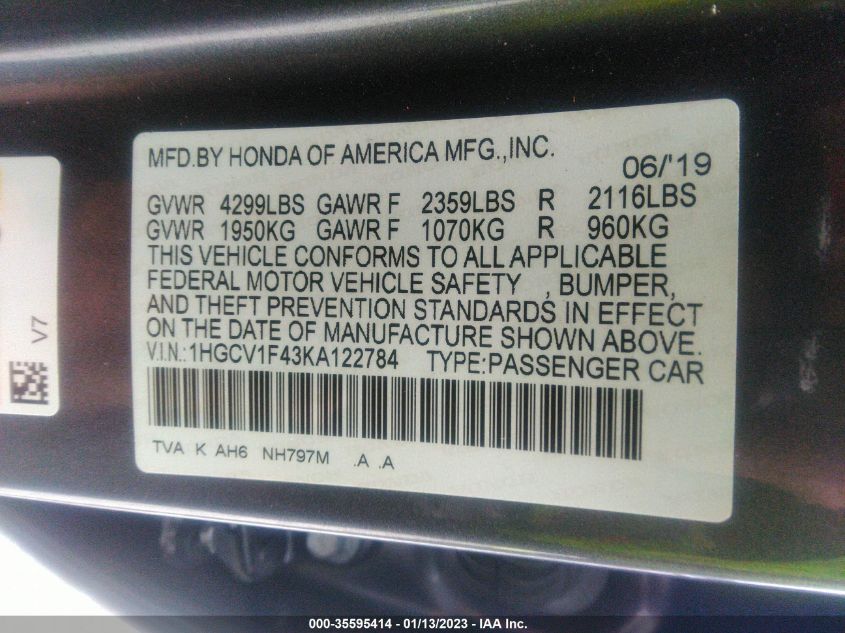 MFD.BY HONDA OF AMERICA MFG.,INC.
06/'19
GVWR 4299LBS GAWR F 2359LBS R 2116LBS
GVWR 1950KG GAWR F 1070KG R 960KG
THIS VEHICLE CONFORMS TO ALL APPLICABLE
FEDERAL MOTOR VEHICLE SAFETY , BUMPER,
AND THEFT PREVENTION STANDARDS IN EFFECT
ON THE DATE OF MANUFACTURE SHOWN ABOVE.
V.I.N.:1HGCV1F43KA122784 TYPE:PASSENGER CAR
TVA K AH6 NH797M .A .A
V7
000-35595414 - 01/13/2023 - IAA Inc.